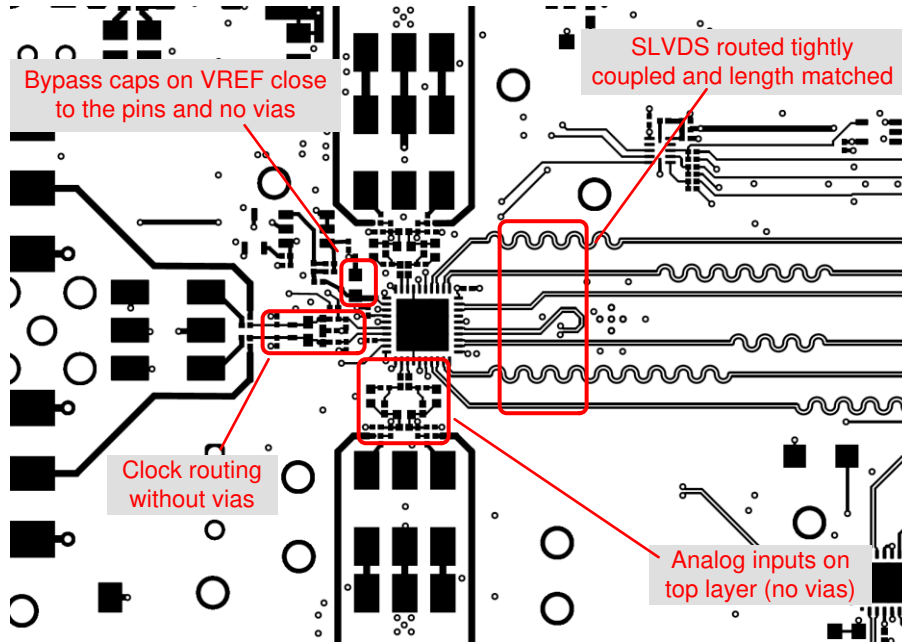 Bypass caps on VREF close
to the pins and no vias
SLVDS routed tightly
coupled and length matched
Clock routing
without vias
Analog inputs on
top layer (no vias)